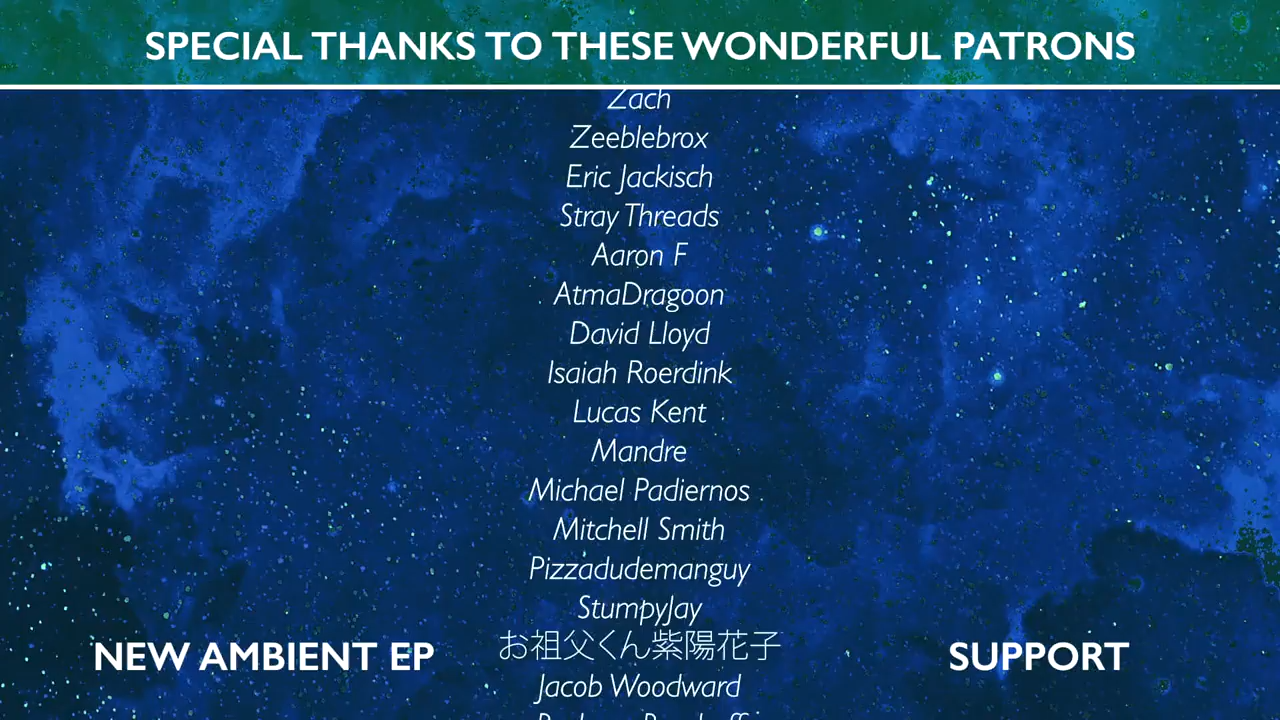 SPECIAL THANKS TO THESE WONDERFUL PATRONS
Zach
Zeeblebrox
Eric Jackisch
Stray Threads
Aaron F
AtmaDragoon
David Lloyd
Isaiah Roerdink
Lucas Kent
Mandre
Michael Padiernos
Mitchell Smith
Pizzadudemanguy
StumpyJay
お祖父くん紫陽花子
NEW AMBIENT EP
SUPPORT
Jacob Woodward